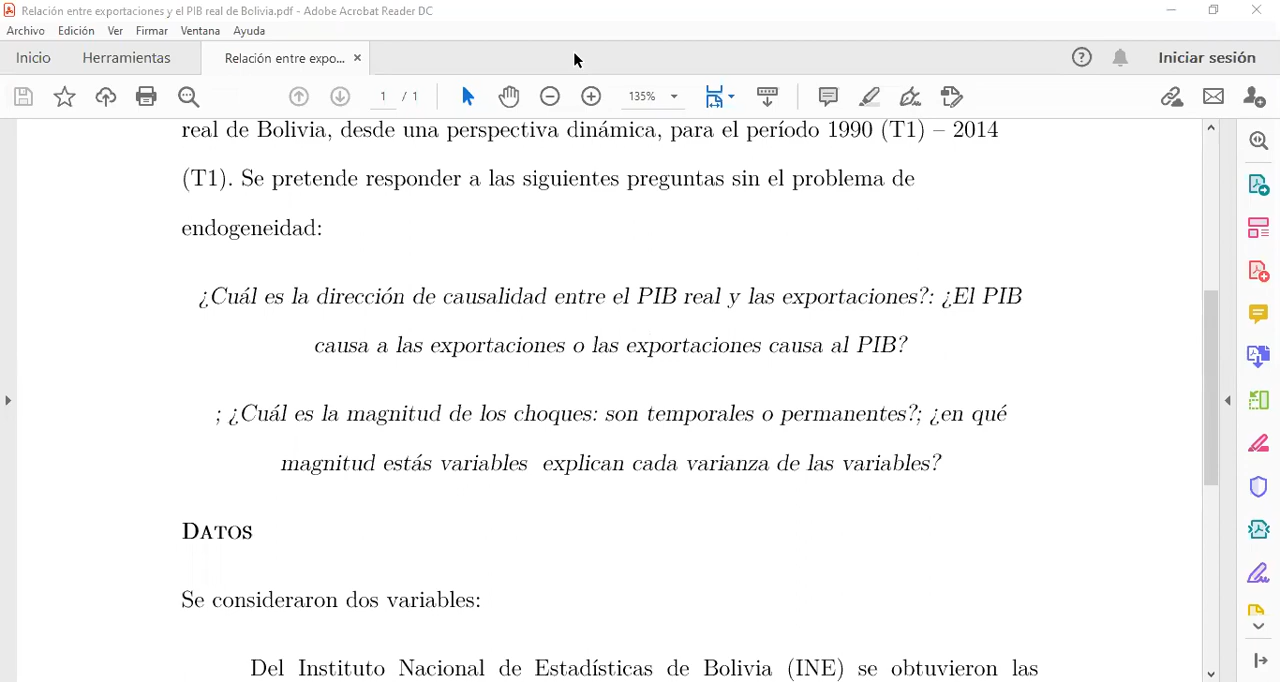 Relación entre exportaciones y el PIB real de Bolivia.pdf - Adobe Acrobat Reader DC
Archivo Edición Ver Firmar Ventana Ayuda
Inicio Herramientas Relación entre expo... × Iniciar sesión
1 / 1 135%
real de Bolivia, desde una perspectiva dinámica, para el período 1990 (T1) – 2014
(T1). Se pretende responder a las siguientes preguntas sin el problema de
endogeneidad:
¿Cuál es la dirección de causalidad entre el PIB real y las exportaciones?: ¿El PIB
causa a las exportaciones o las exportaciones causa al PIB?
; ¿Cuál es la magnitud de los choques: son temporales o permanentes?; ¿en qué
magnitud estás variables explican cada varianza de las variables?
Datos
Se consideraron dos variables:
Del Instituto Nacional de Estadísticas de Bolivia (INE) se obtuvieron las